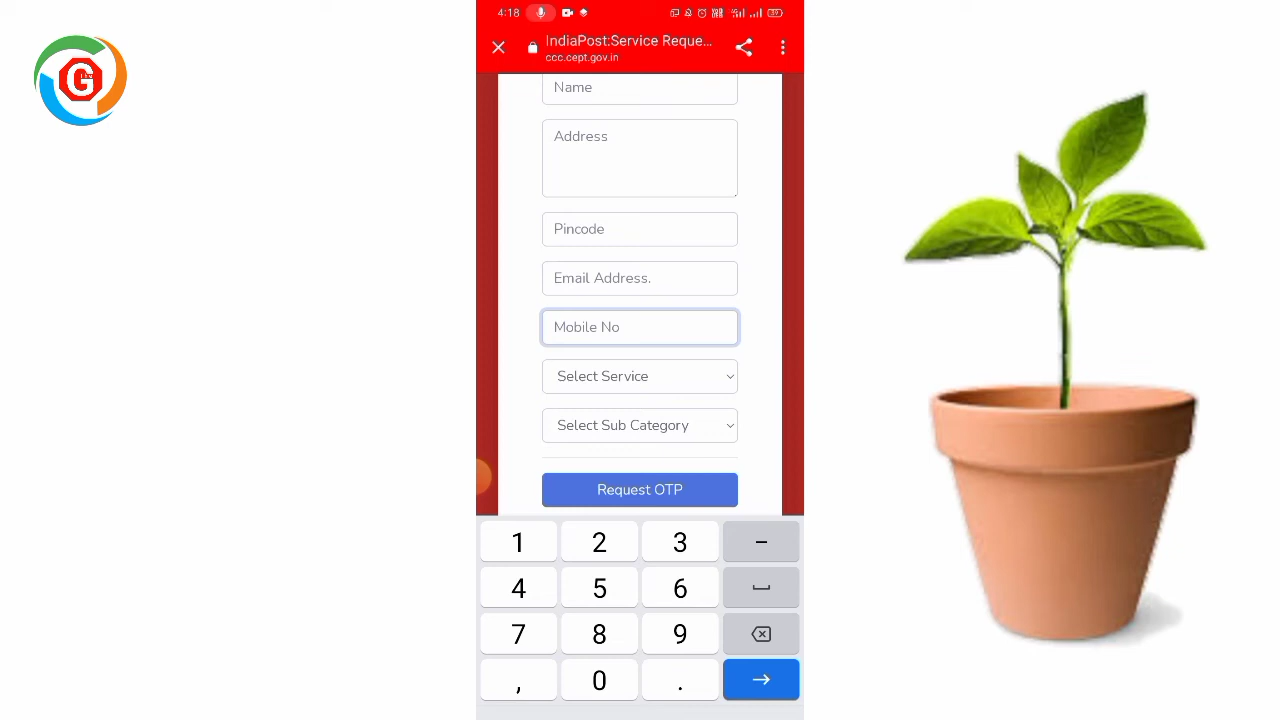 4:18
39
IndiaPost:Service Reque...
ccc.cept.gov.in
G
Name
Address
Pincode
Email Address.
Mobile No
Select Service
Select Sub Category
Request OTP
1 2 3 –
4 5 6
7 8 9
, 0 . →